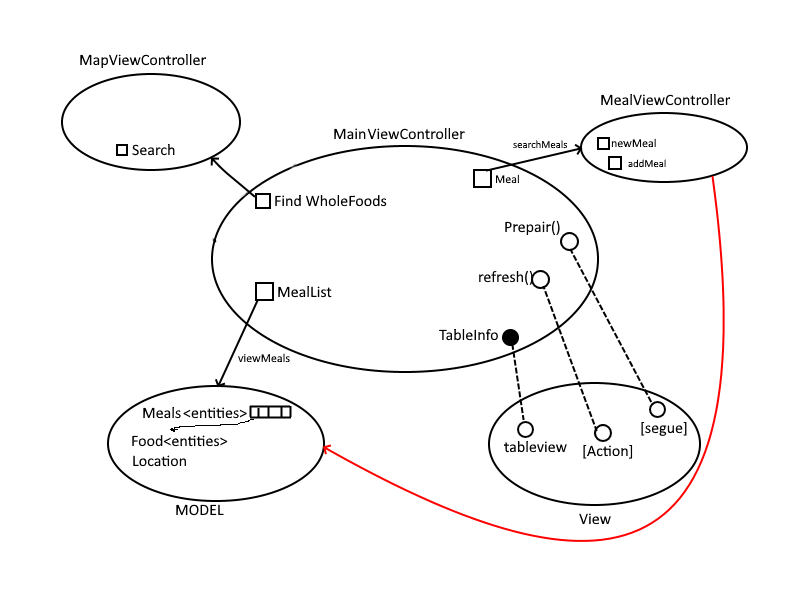 MapViewController
Search
MainViewController
MealViewController
searchMeals
newMeal
addMeal
Meal
Find WholeFoods
Prepair()
refresh()
MealList
TableInfo
viewMeals
Meals<entities>
Food<entities>
Location
MODEL
tableview
[Action]
[segue]
View